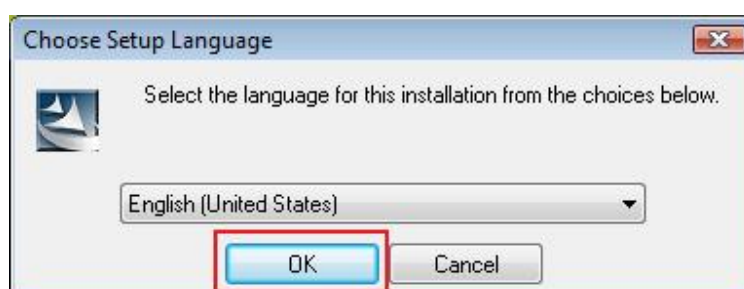 Choose Setup Language
Select the language for this installation from the choices below.
English (United States)
OK
Cancel